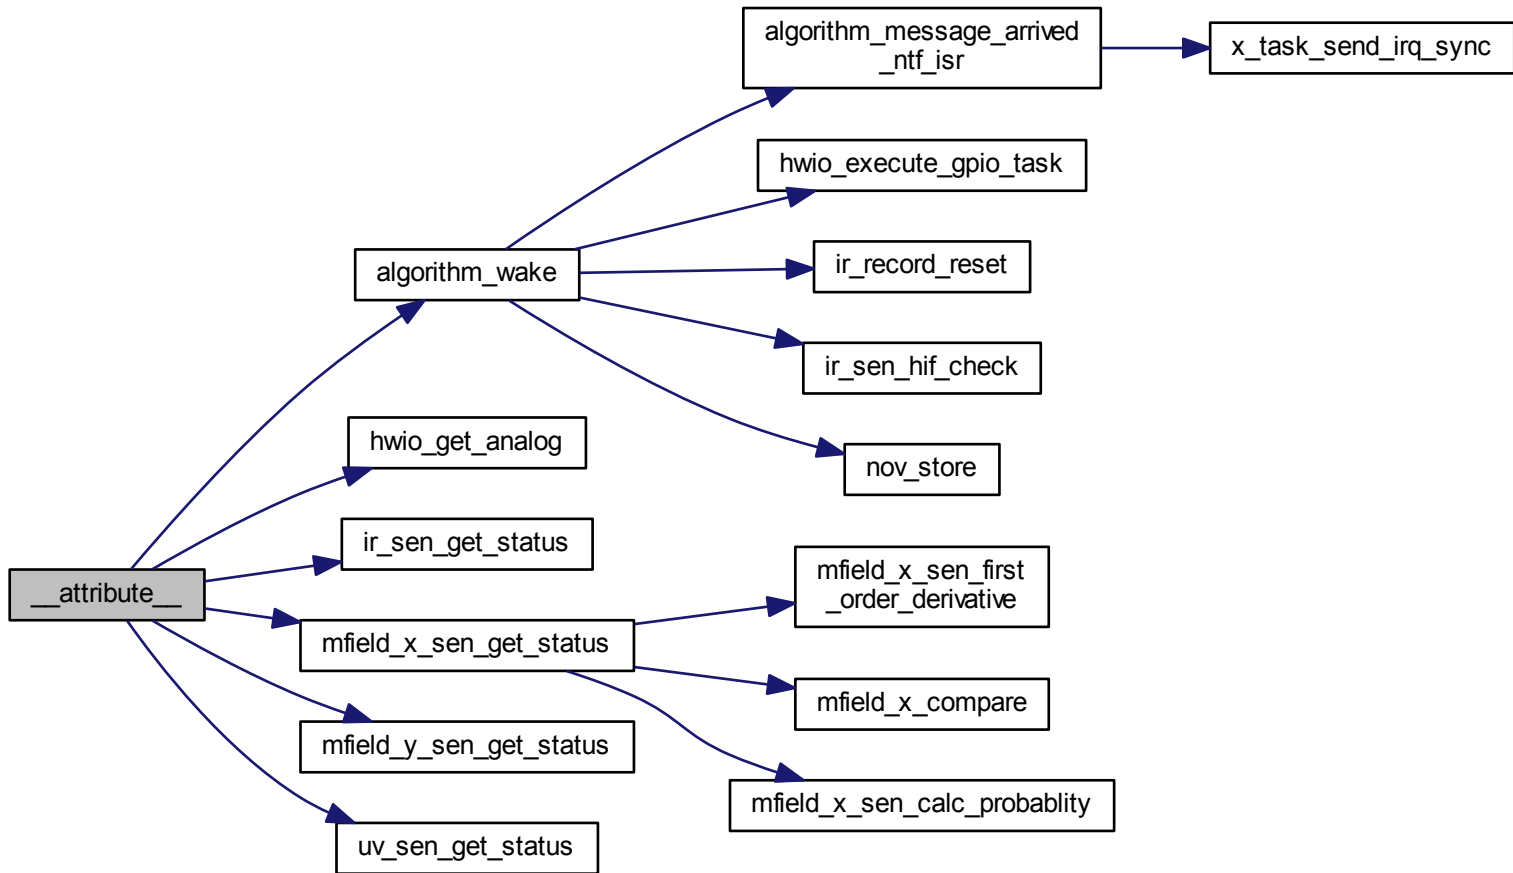 algorithm_message_arrived
_ntf_isr
x_task_send_irq_sync
hwio_execute_gpio_task
algorithm_wake
ir_record_reset
ir_sen_hif_check
hwio_get_analog
nov_store
ir_sen_get_status
__attribute__
mfield_x_sen_first
_order_derivative
mfield_x_sen_get_status
mfield_x_compare
mfield_y_sen_get_status
mfield_x_sen_calc_probablity
uv_sen_get_status